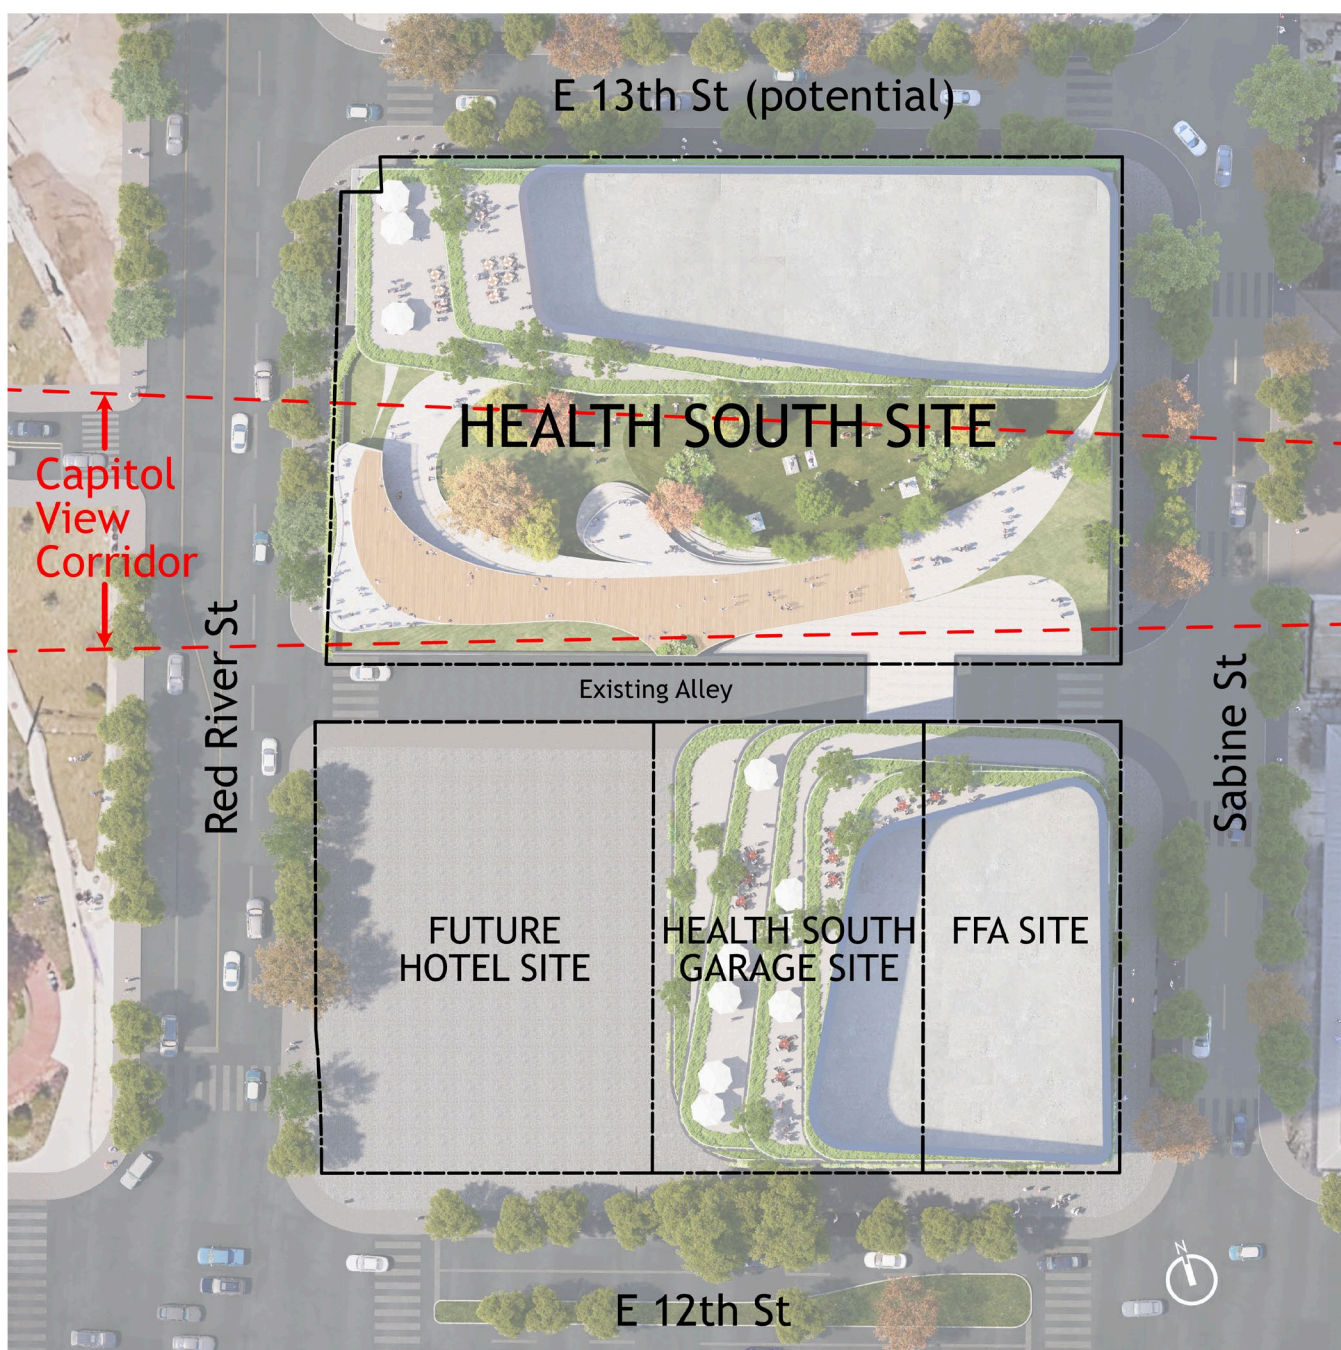 E 13th St (potential)
HEALTH SOUTH SITE
Capitol
View
Corridor
Red River St
Existing Alley
Sabine St
FUTURE
HOTEL SITE
HEALTH SOUTH
GARAGE SITE
FFA SITE
N
E 12th St